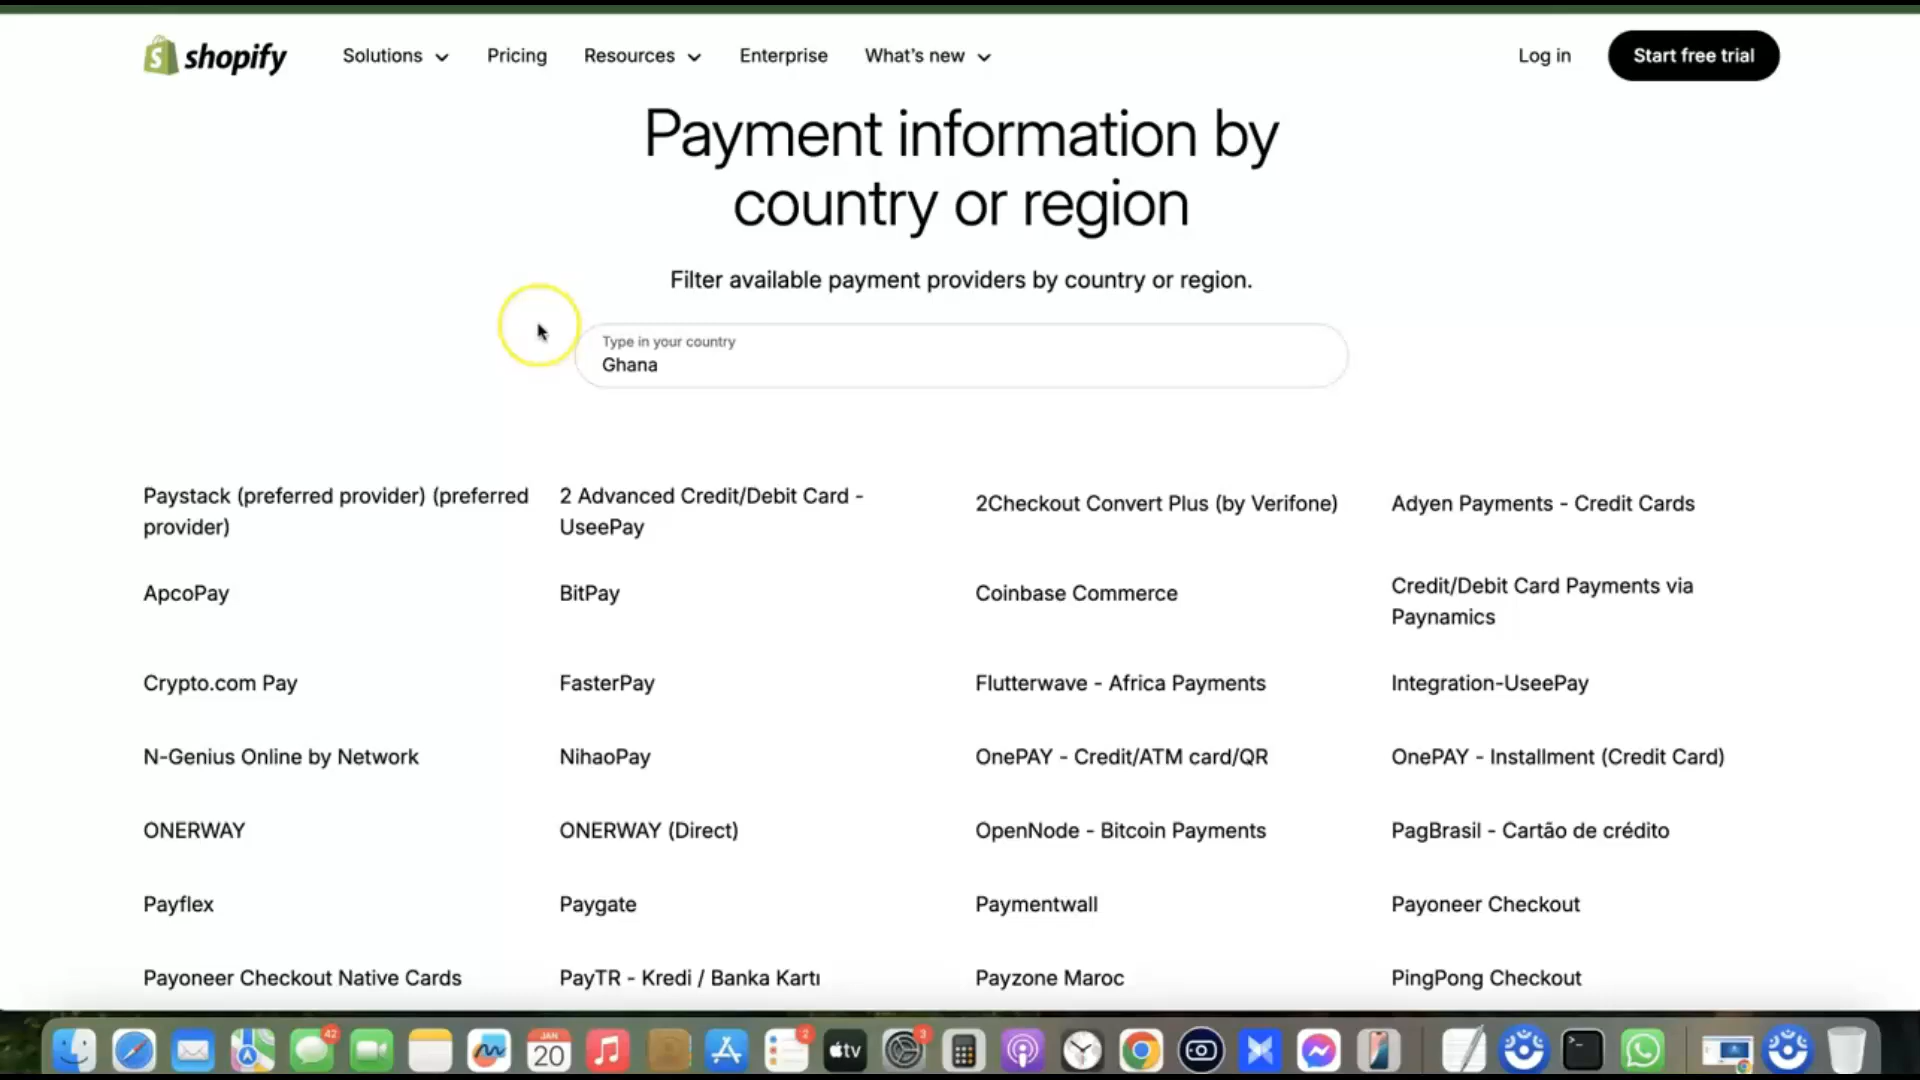 shopify
Solutions
Pricing
Resources
Enterprise
What's new
Log in
Start free trial
Payment information by
country or region
Filter available payment providers by country or region.
Type in your country
Ghana
Paystack (preferred provider) (preferred
provider)
2 Advanced Credit/Debit Card -
UseePay
2Checkout Convert Plus (by Verifone)
Adyen Payments - Credit Cards
ApcoPay
BitPay
Coinbase Commerce
Credit/Debit Card Payments via
Paynamics
Crypto.com Pay
FasterPay
Flutterwave - Africa Payments
Integration-UseePay
N-Genius Online by Network
NihaoPay
OnePAY - Credit/ATM card/QR
OnePAY - Installment (Credit Card)
ONERWAY
ONERWAY (Direct)
OpenNode - Bitcoin Payments
PagBrasil - Cartão de crédito
Payflex
Paygate
Paymentwall
Payoneer Checkout
Payoneer Checkout Native Cards
PayTR - Kredi / Banka Kartı
Payzone Maroc
PingPong Checkout
42
JAN
20
2
tv
3